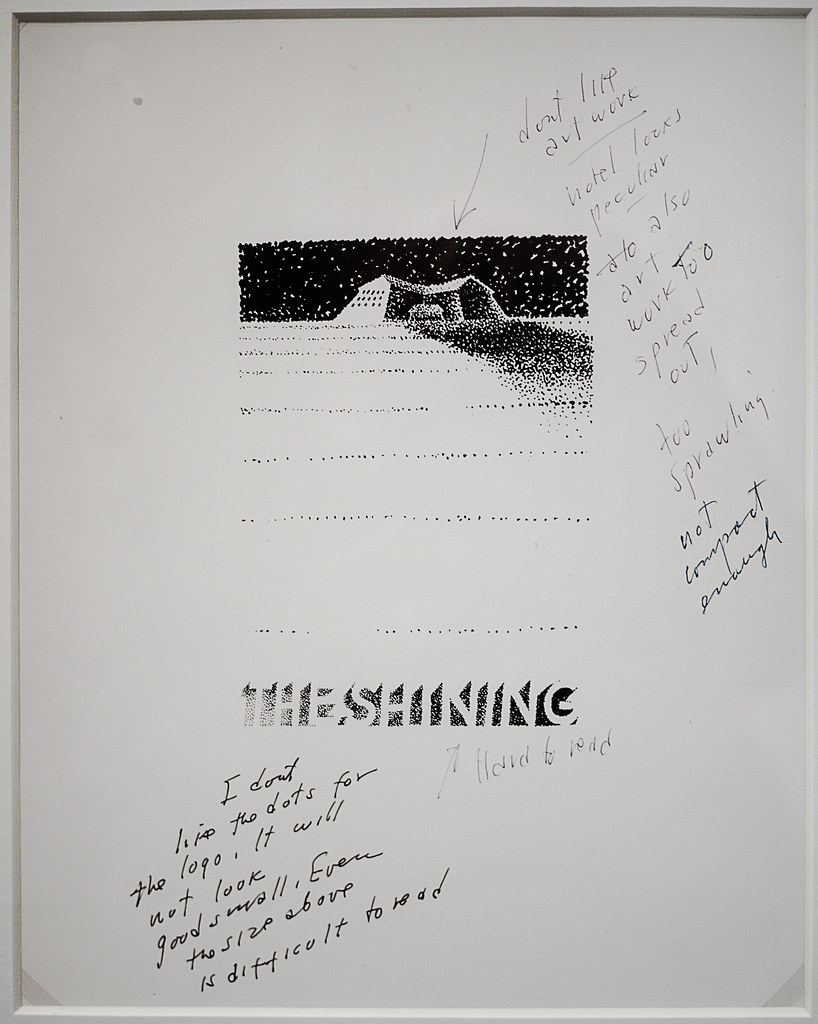 dont like
art work
hotel looks
peculiar
also
art
work too
spread
out,
too
sprawling.
not
compact
enough
THE SHINING
Hard to read
I dont
like the dots for
the logo. It will
not look
good small. Even
the size above
is difficult to read